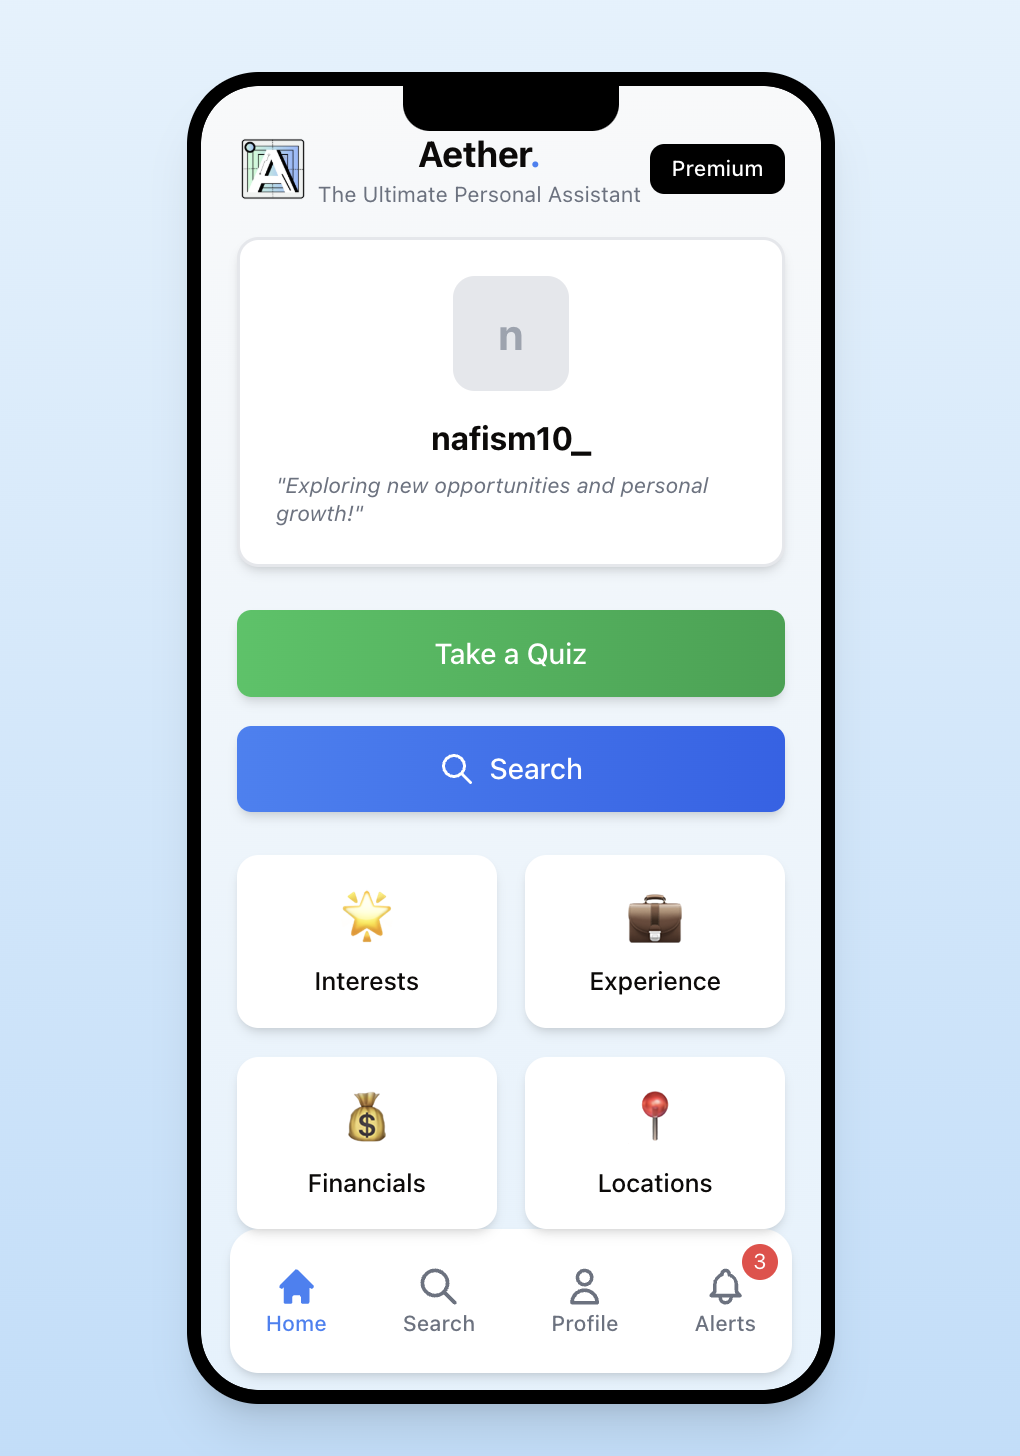 A
Aether.
The Ultimate Personal Assistant
Premium
n
nafism10_
"Exploring new opportunities and personal
growth!"
Take a Quiz
Search
Interests
Experience
$
Financials
Locations
3
Home
Search
Profile
Alerts